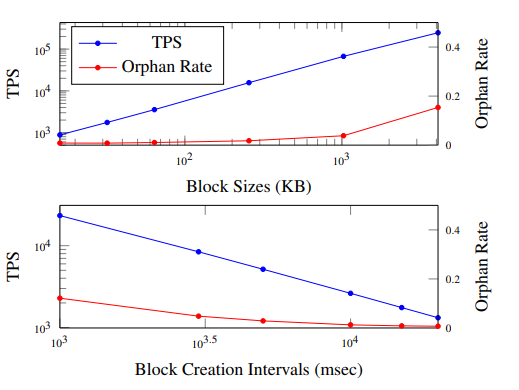 TPS
Orphan Rate
10^5
10^4
10^3
0.4
0.2
0
TPS
Orphan Rate
10^2
10^3
Block Sizes (KB)
10^4
10^3
0.4
0.2
0
TPS
Orphan Rate
10^3
10^3.5
10^4
Block Creation Intervals (msec)